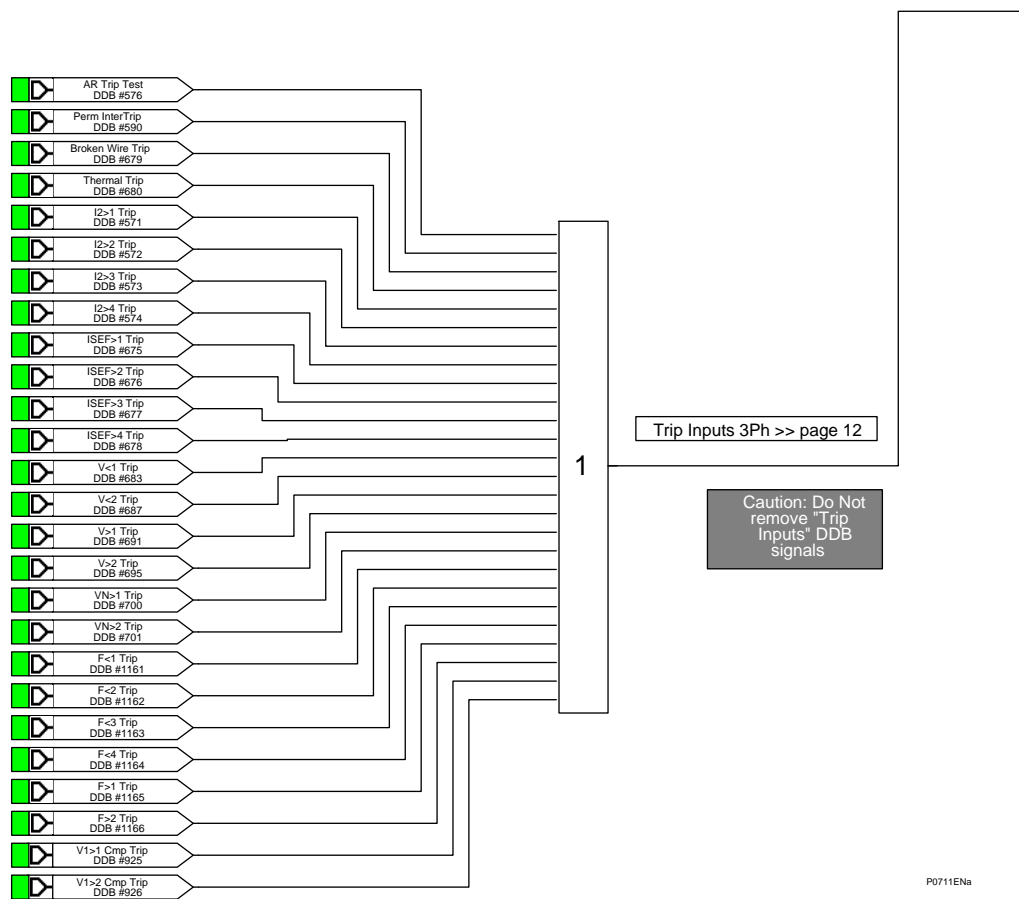 AR Trip Test
DDB #576
Perm InterTrip
DDB #590
Broken Wire Trip
DDB #679
Thermal Trip
DDB #680
I2>1 Trip
DDB #571
I2>2 Trip
DDB #572
I2>3 Trip
DDB #573
I2>4 Trip
DDB #574
ISEF>1 Trip
DDB #675
ISEF>2 Trip
DDB #676
ISEF>3 Trip
DDB #677
ISEF>4 Trip
DDB #678
V<1 Trip
DDB #683
V<2 Trip
DDB #687
V>1 Trip
DDB #691
V>2 Trip
DDB #695
VN>1 Trip
DDB #700
VN>2 Trip
DDB #701
F<1 Trip
DDB #1161
F<2 Trip
DDB #1162
F<3 Trip
DDB #1163
F<4 Trip
DDB #1164
F>1 Trip
DDB #1165
F>2 Trip
DDB #1166
V1>1 Cmp Trip
DDB #925
V1>2 Cmp Trip
DDB #926
1
Trip Inputs 3Ph >> page 12
Caution: Do Not
remove "Trip
Inputs" DDB
signals
P0711ENa